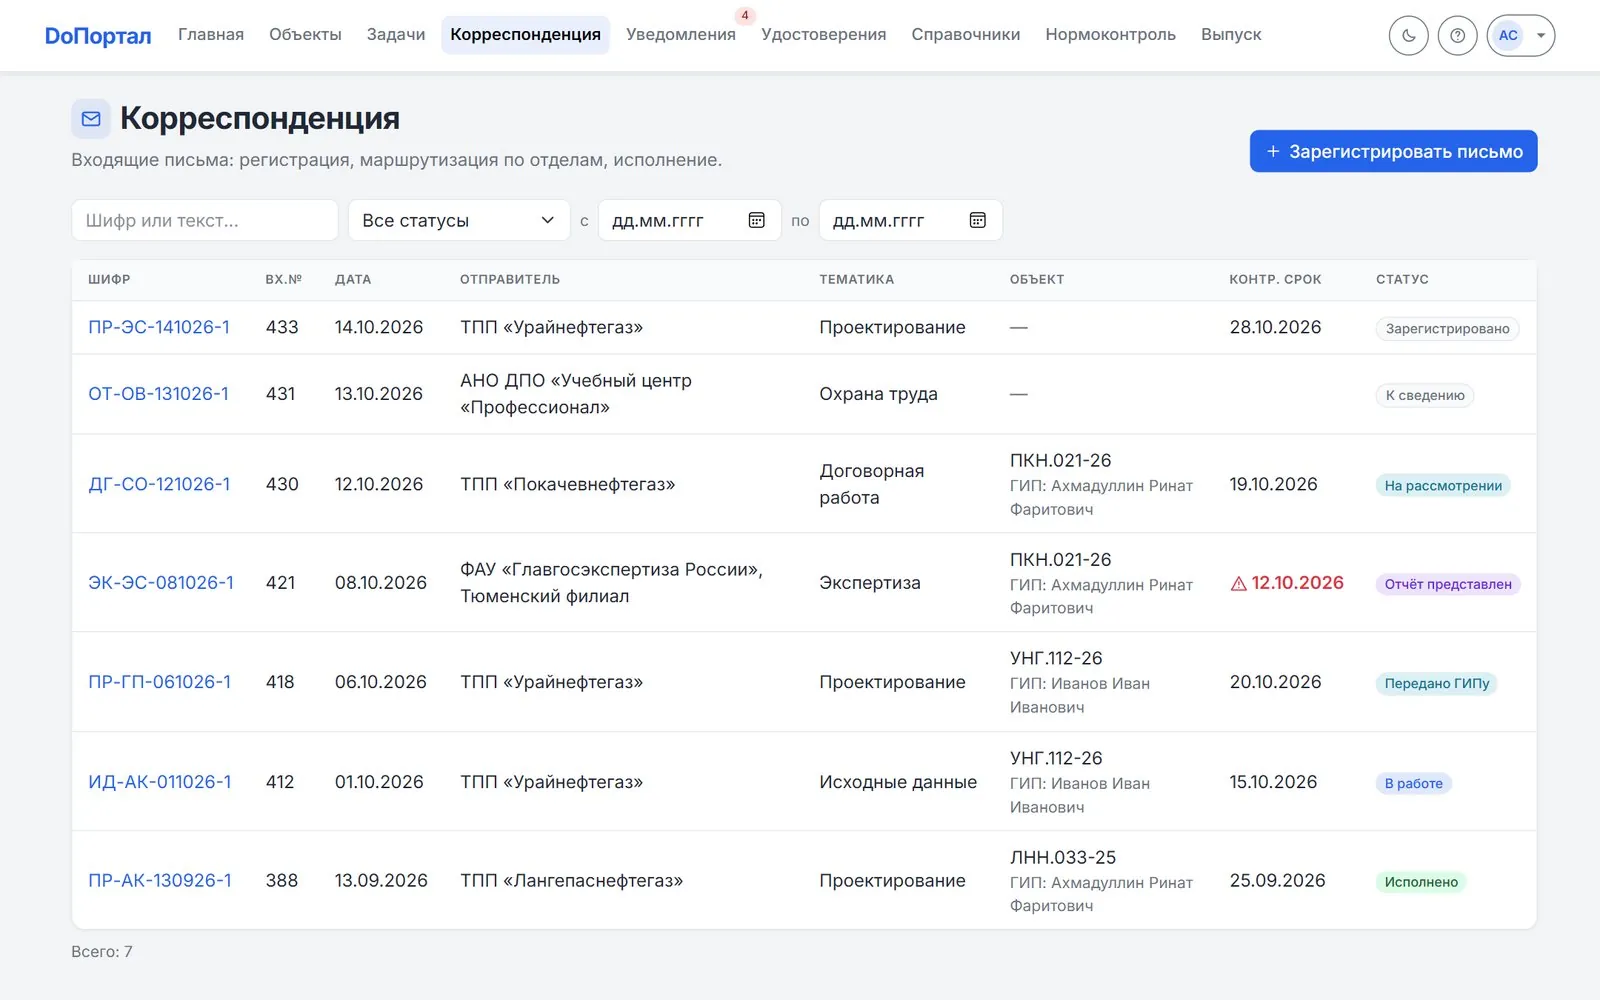 DоПортал Главная Объекты Задачи Корреспонденция Уведомления 4 Удостоверения Справочники Нормоконтроль Выпуск АС
Корреспонденция
Входящие письма: регистрация, маршрутизация по отделам, исполнение.
+ Зарегистрировать письмо
Шифр или текст... Все статусы с дд.мм.гггг по дд.мм.гггг
ШИФР ВХ.№ ДАТА ОТПРАВИТЕЛЬ ТЕМАТИКА ОБЪЕКТ КОНТР. СРОК СТАТУС
ПР-ЭС-141026-1 433 14.10.2026 ТПП «Урайнефтегаз» Проектирование — 28.10.2026 Зарегистрировано
ОТ-ОВ-131026-1 431 13.10.2026 АНО ДПО «Учебный центр
«Профессионал» Охрана труда — К сведению
ДГ-СО-121026-1 430 12.10.2026 ТПП «Покачевнефтегаз» Договорная
работа ПКН.021-26
ГИП: Ахмадуллин Ринат
Фаритович 19.10.2026 На рассмотрении
ЭК-ЭС-081026-1 421 08.10.2026 ФАУ «Главгосэкспертиза России»,
Тюменский филиал Экспертиза ПКН.021-26
ГИП: Ахмадуллин Ринат
Фаритович 12.10.2026 Отчёт представлен
ПР-ГП-061026-1 418 06.10.2026 ТПП «Урайнефтегаз» Проектирование УНГ.112-26
ГИП: Иванов Иван
Иванович 20.10.2026 Передано ГИПу
ИД-АК-011026-1 412 01.10.2026 ТПП «Урайнефтегаз» Исходные данные УНГ.112-26
ГИП: Иванов Иван
Иванович 15.10.2026 В работе
ПР-АК-130926-1 388 13.09.2026 ТПП «Лангепаснефтегаз» Проектирование ЛНН.033-25
ГИП: Ахмадуллин Ринат
Фаритович 25.09.2026 Исполнено
Всего: 7